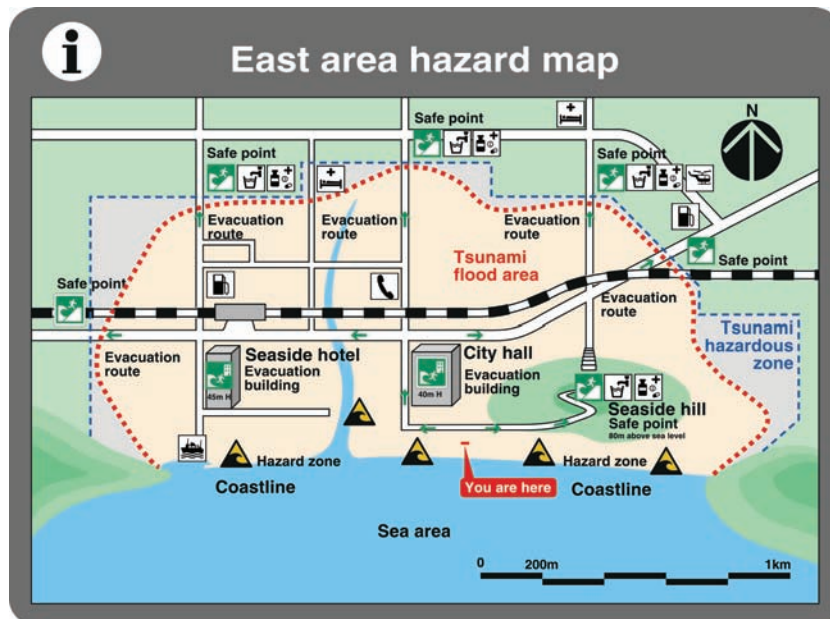 i
East area hazard map
N
Safe point
Safe point
Safe point
Evacuation
route
Evacuation
route
Evacuation
route
Tsunami
flood area
Safe point
Safe point
Evacuation
route
Tsunami
hazardous
zone
Evacuation
route
Seaside hotel
Evacuation
building
45m H
City hall
Evacuation
building
40m H
Seaside hill
Safe point
80m above sea level
Hazard zone
Hazard zone
Coastline
You are here
Coastline
Sea area
0
200m
1km